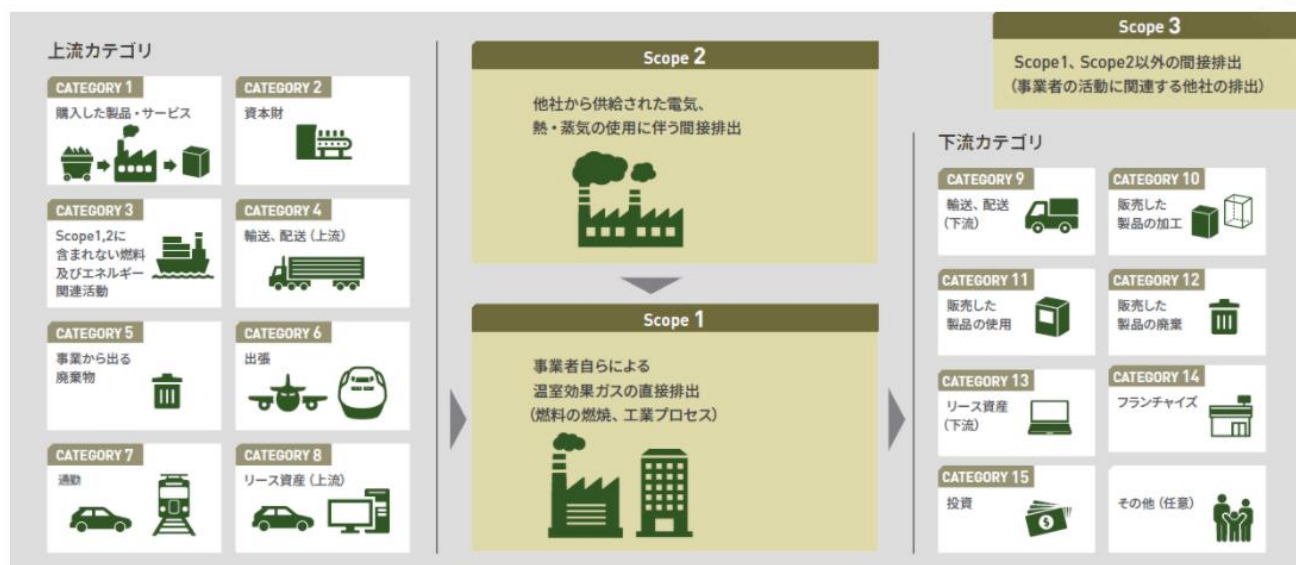 上流カテゴリ
CATEGORY 1
購入した製品・サービス
CATEGORY 2
資本財
CATEGORY 3
Scope1,2に
含まれない燃料
及びエネルギー
関連活動
CATEGORY 4
輸送、配送（上流）
CATEGORY 5
事業から出る
廃棄物
CATEGORY 6
出張
CATEGORY 7
通勤
CATEGORY 8
リース資産（上流）
Scope 2
他社から供給された電気、
熱・蒸気の使用に伴う間接排出
Scope 1
事業者自らによる
温室効果ガスの直接排出
（燃料の燃焼、工業プロセス）
Scope 3
Scope1、Scope2以外の間接排出
（事業者の活動に関連する他社の排出）
下流カテゴリ
CATEGORY 9
輸送、配送
（下流）
CATEGORY 10
販売した
製品の加工
CATEGORY 11
販売した
製品の使用
CATEGORY 12
販売した
製品の廃棄
CATEGORY 13
リース資産
（下流）
CATEGORY 14
フランチャイズ
CATEGORY 15
投資
$
その他（任意）